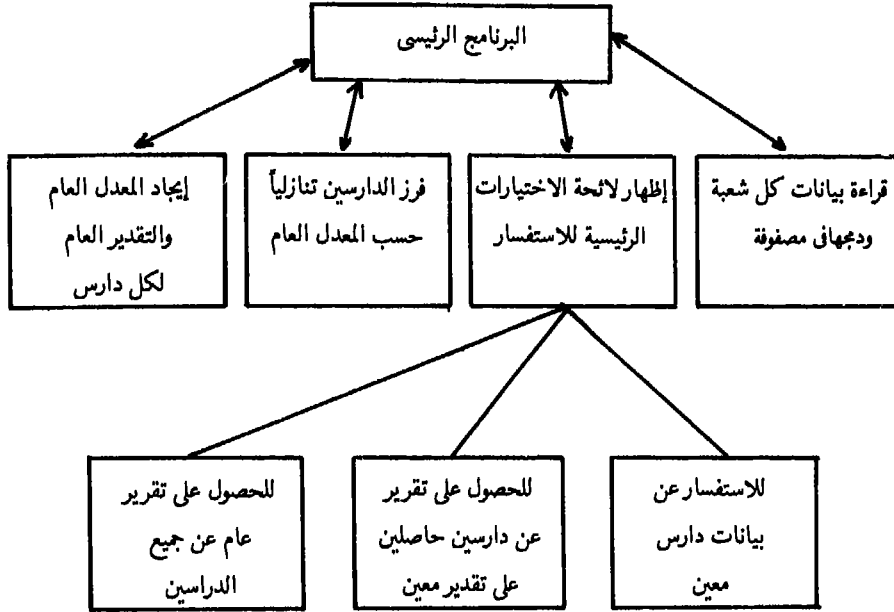 البرنامج الرئيسى
قراءة بيانات كل شعبة
ودمجهافى مصفوفة
إظهار لائحة الاختيارات
الرئيسية للاستفسار
فرز الدارسين تنازلياً
حسب المعدل العام
إيجاد المعدل العام
والتقدير العام
لكل دارس
للاستفسار عن
بيانات دارس
معين
للحصول على تقرير
عن دارسين حاصلين
على تقدير معين
للحصول على تقرير
عام عن جميع
الدراسين